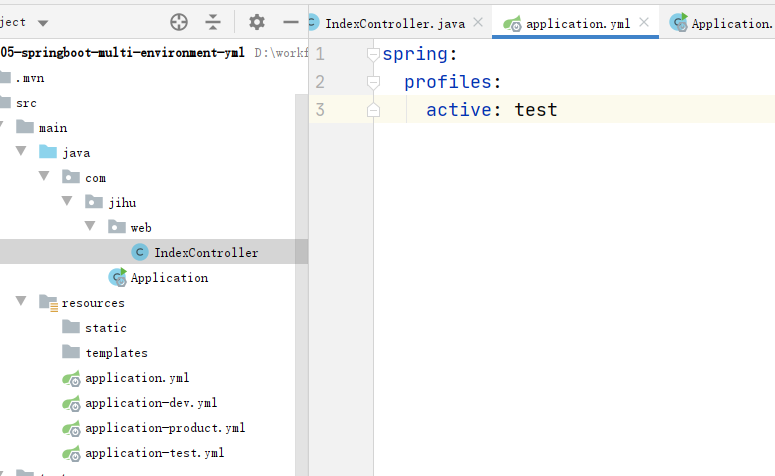 ject
05-springboot-multi-environment-yml D:\workf
.mvn
src
main
java
com
jihu
web
IndexController
Application
resources
static
templates
application.yml
application-dev.yml
application-product.yml
application-test.yml
IndexController.java
application.yml
Application.
1 spring:
2 profiles:
3 active: test